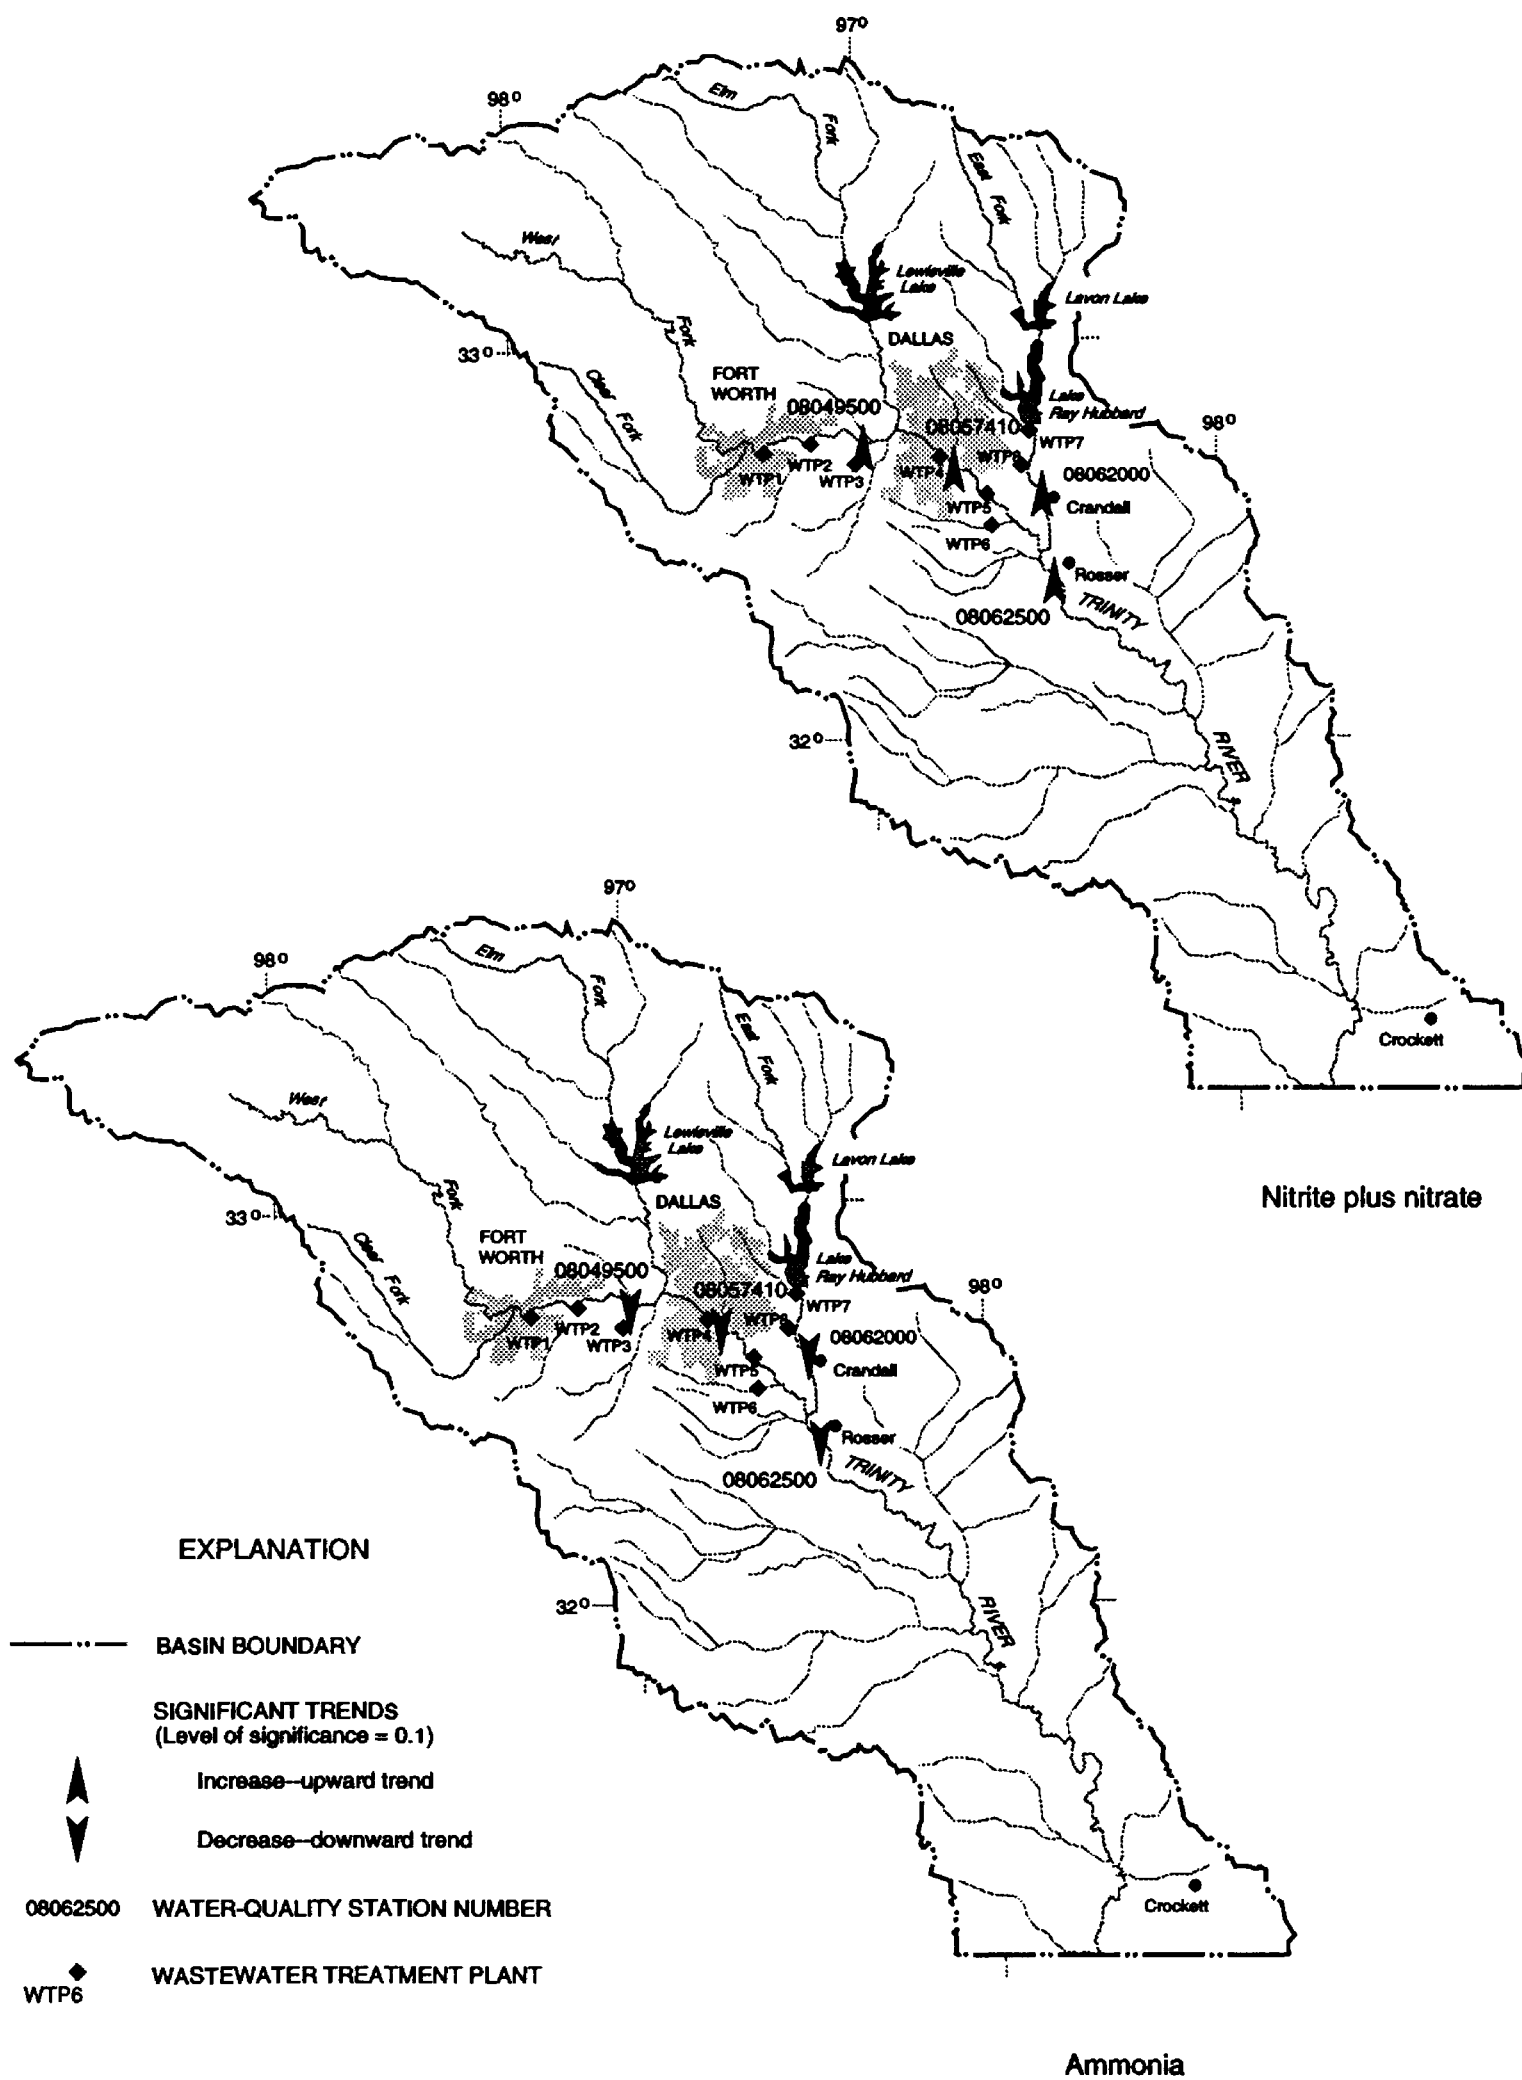 97°
98°
Elm
Fork
East Fork
West
Lewisville
Lake
Lavon Lake
Fork
DALLAS
33°
FORT
WORTH
Clear Fork
08049500
Lake
Ray Hubbard
08057410
98°
WTP7
WTP2
WTP1
WTP3
WTP4
08062000
WTP5
Crandall
WTP6
Rosser
TRINITY
08062500
32°
RIVER
Crockett
Nitrite plus nitrate
97°
98°
Elm
Fork
East Fork
West
Lewisville
Lake
Lavon Lake
Fork
DALLAS
33°
FORT
WORTH
Clear Fork
08049500
Lake
Ray Hubbard
08057410
98°
WTP7
WTP2
WTP1
WTP3
WTP4
08062000
WTP5
Crandall
WTP6
Rosser
TRINITY
08062500
32°
RIVER
Crockett
EXPLANATION
BASIN BOUNDARY
SIGNIFICANT TRENDS
(Level of significance = 0.1)
Increase--upward trend
Decrease--downward trend
08062500 WATER-QUALITY STATION NUMBER
WTP6 WASTEWATER TREATMENT PLANT
Ammonia